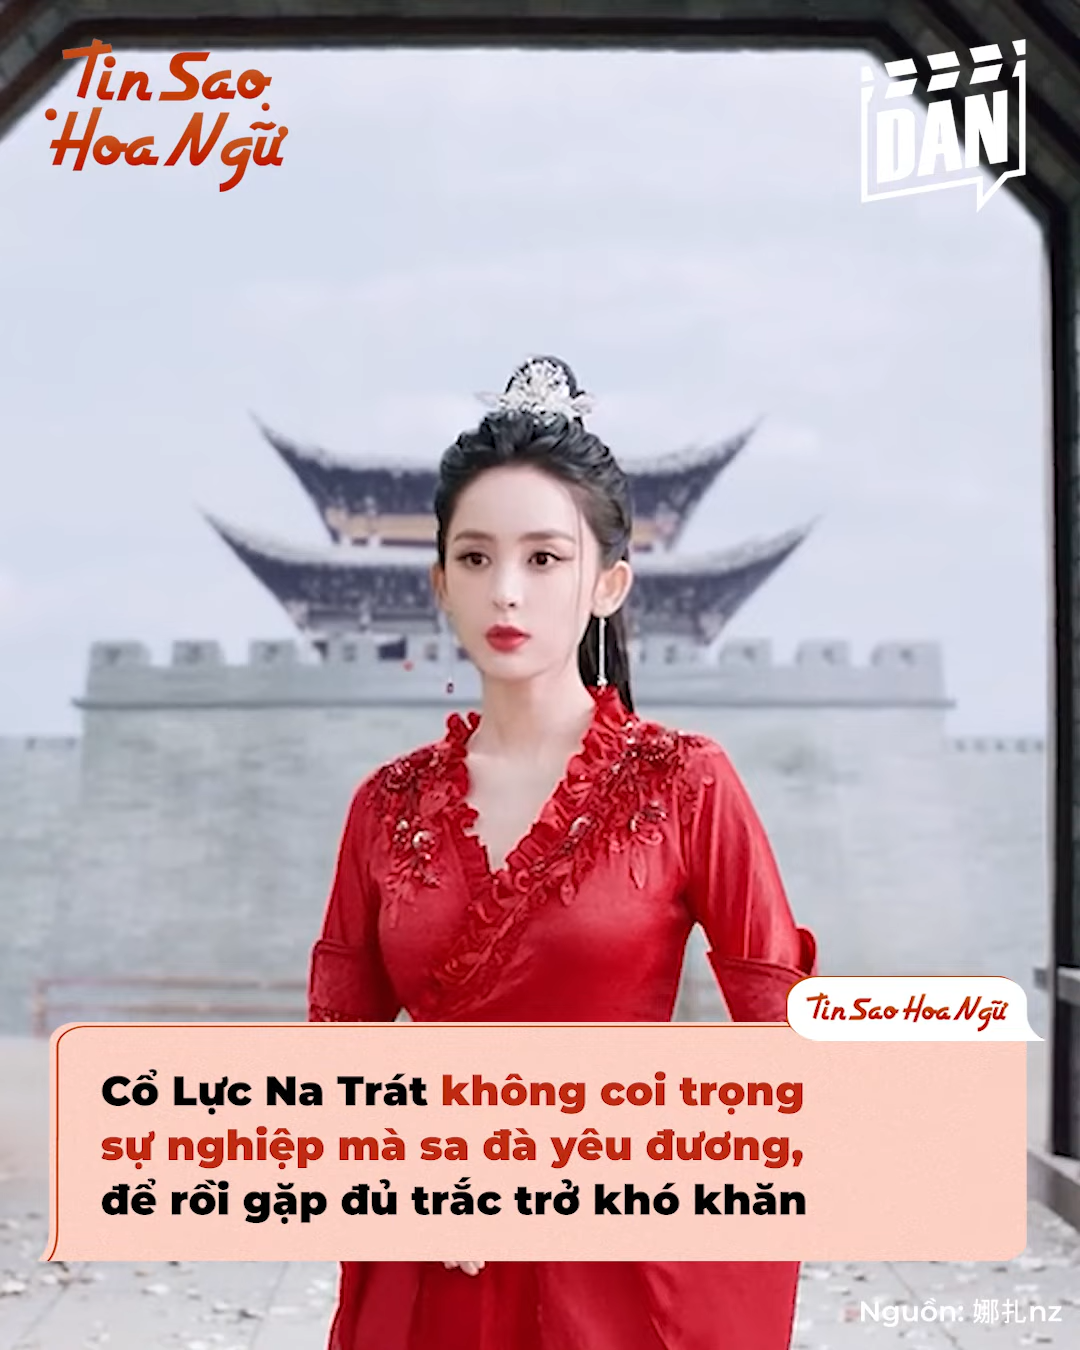 Tin Sao
Hoa Ngữ
DAN
Tin Sao Hoa Ngữ
Cổ Lực Na Trát không coi trọng
sự nghiệp mà sa đà yêu đương,
để rồi gặp đủ trắc trở khó khăn
Nguồn: 娜扎nz